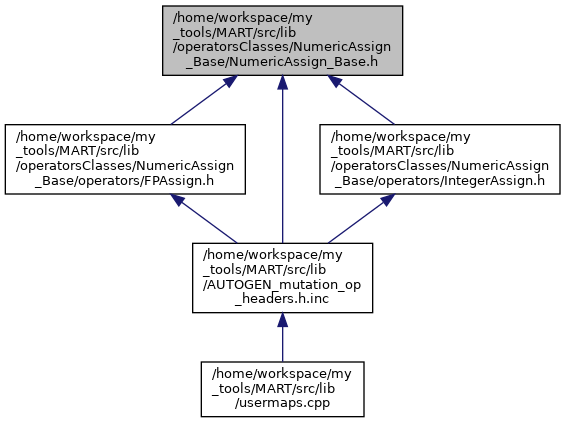 /home/workspace/my
_tools/MART/src/lib
/operatorsClasses/NumericAssign
_Base/NumericAssign_Base.h
/home/workspace/my
_tools/MART/src/lib
/operatorsClasses/NumericAssign
_Base/operators/FPAssign.h
/home/workspace/my
_tools/MART/src/lib
/operatorsClasses/NumericAssign
_Base/operators/IntegerAssign.h
/home/workspace/my
_tools/MART/src/lib
/AUTOGEN_mutation_op
_headers.h.inc
/home/workspace/my
_tools/MART/src/lib
/usermaps.cpp